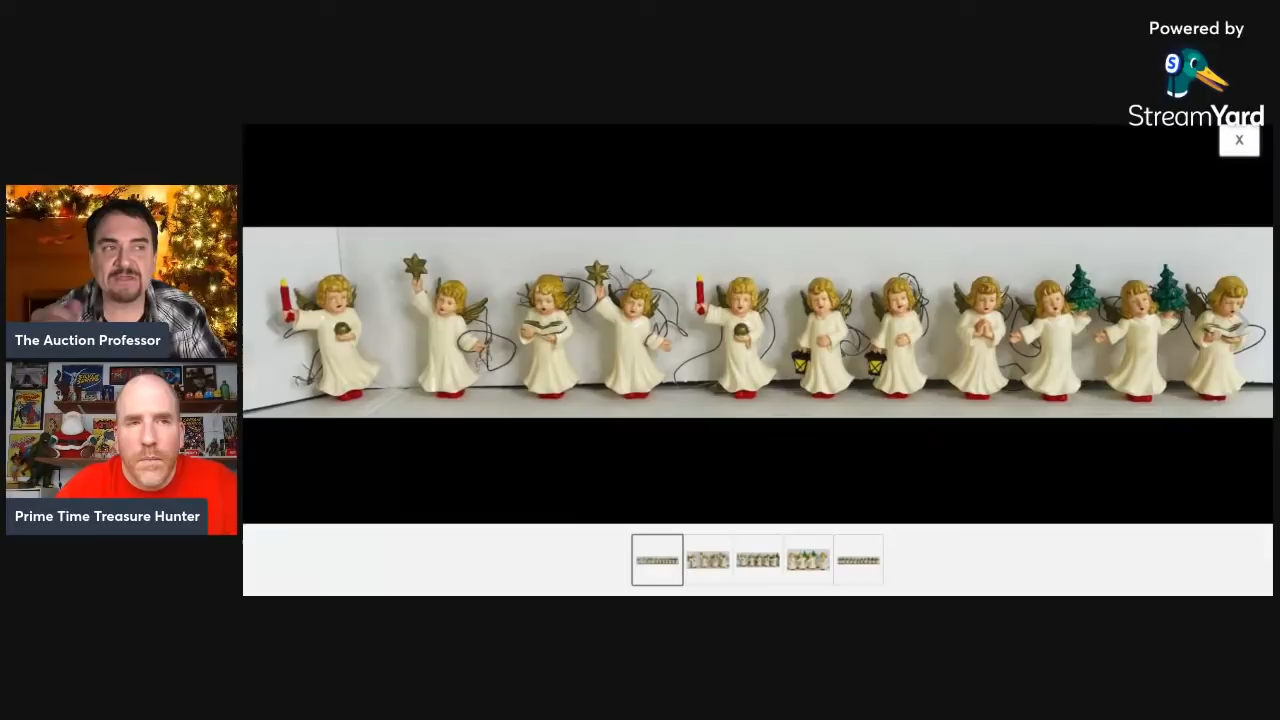 Powered by
S
StreamYard
X
The Auction Professor
Prime Time Treasure Hunter